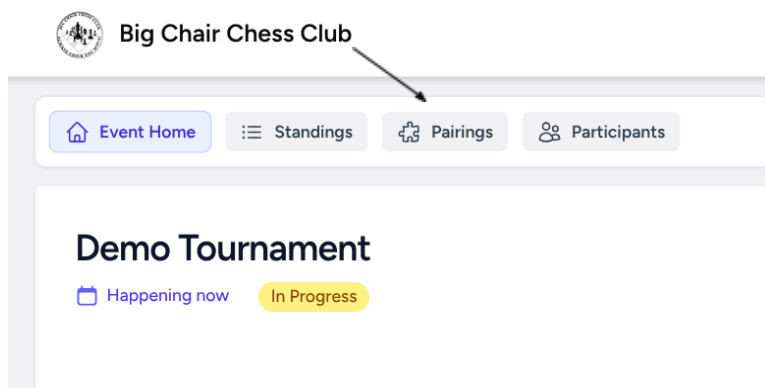 Big Chair Chess Club
Event Home
Standings
Pairings
Participants
Demo Tournament
Happening now
In Progress